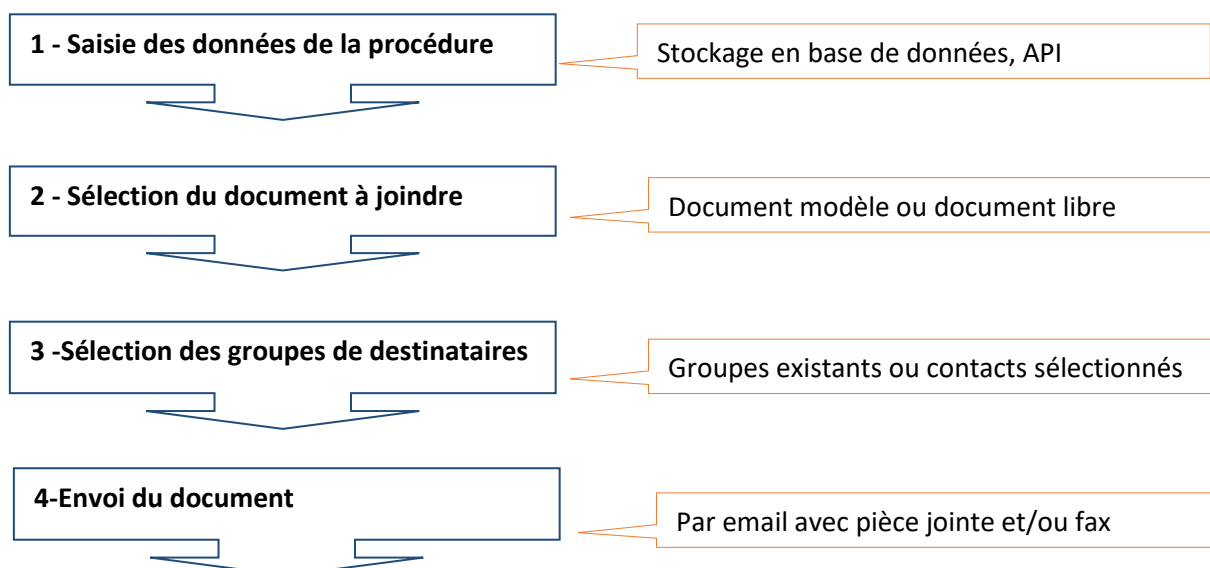 1 - Saisie des données de la procédure
Stockage en base de données, API
2 - Sélection du document à joindre
Document modèle ou document libre
3 -Sélection des groupes de destinataires
Groupes existants ou contacts sélectionnés
4-Envoi du document
Par email avec pièce jointe et/ou fax